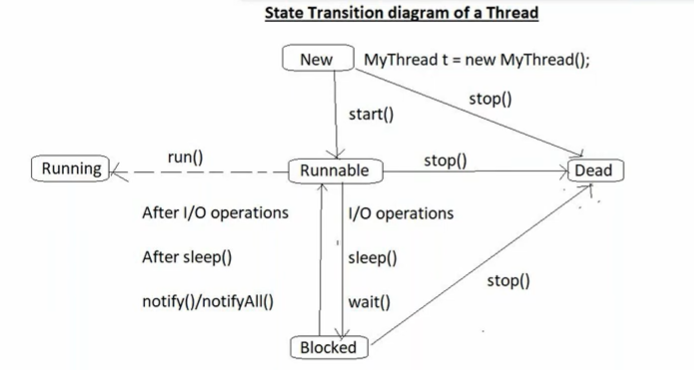 State Transition diagram of a Thread
New
MyThread t = new MyThread();
stop()
start()
run()
Running
Runnable
stop()
Dead
After I/O operations
I/O operations
After sleep()
sleep()
stop()
notify()/notifyAll()
wait()
Blocked